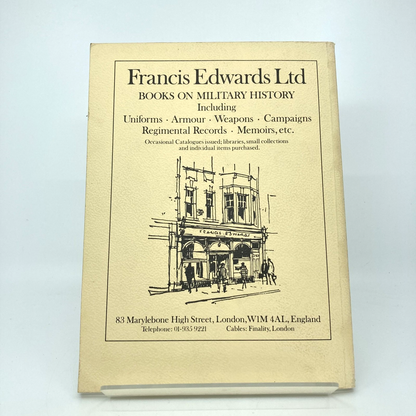 Francis Edwards Ltd
BOOKS ON MILITARY HISTORY
Including
Uniforms · Armour · Weapons · Campaigns
Regimental Records · Memoirs, etc.
Occasional Catalogues issued; libraries, small collections
and individual items purchased.
FRANCIS EDWARDS
83 Marylebone High Street, London, W1M 4AL, England
Telephone: 01-935 9221 Cables: Finality, London